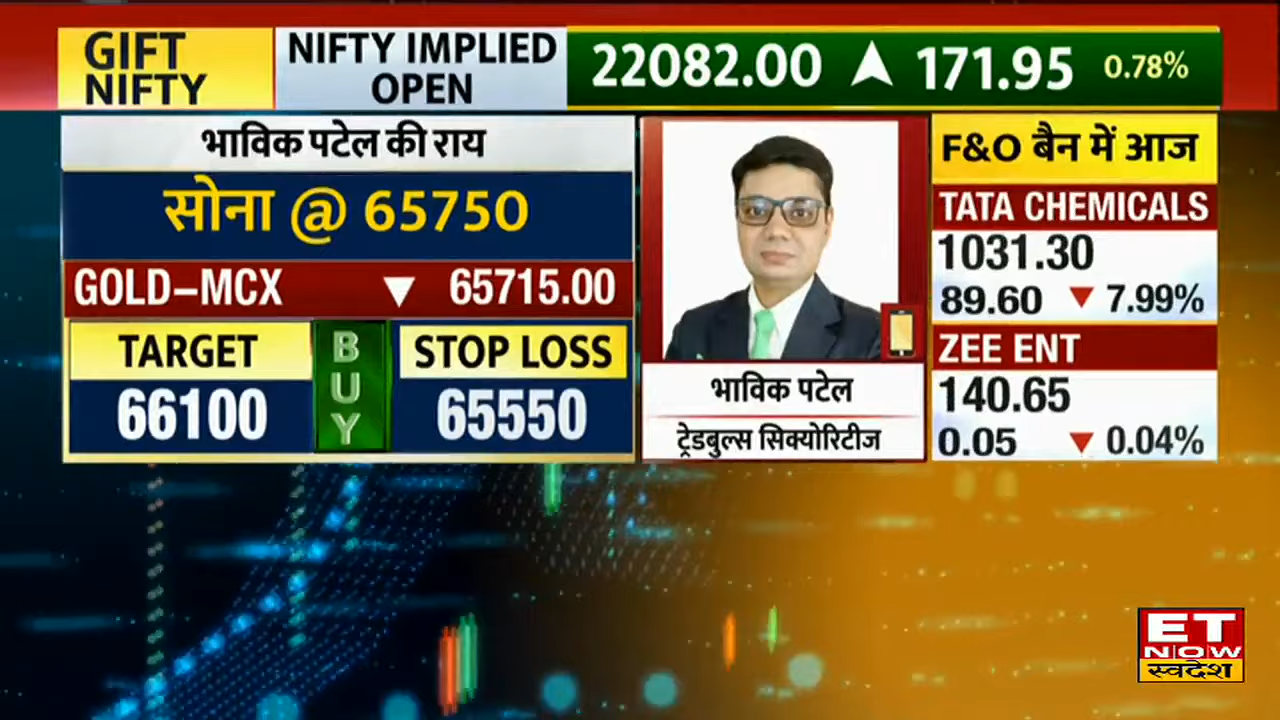 GIFT
NIFTY
NIFTY IMPLIED
OPEN
22082.00 ▲ 171.95 0.78%
भाविक पटेल की राय
सोना @ 65750
GOLD-MCX ▼ 65715.00
TARGET
66100
BUY
STOP LOSS
65550
भाविक पटेल
ट्रेडबुल्स सिक्योरिटीज
F&O बैन में आज
TATA CHEMICALS
1031.30
89.60 ▼ 7.99%
ZEE ENT
140.65
0.05 ▼ 0.04%
ET
NOW
स्वदेश